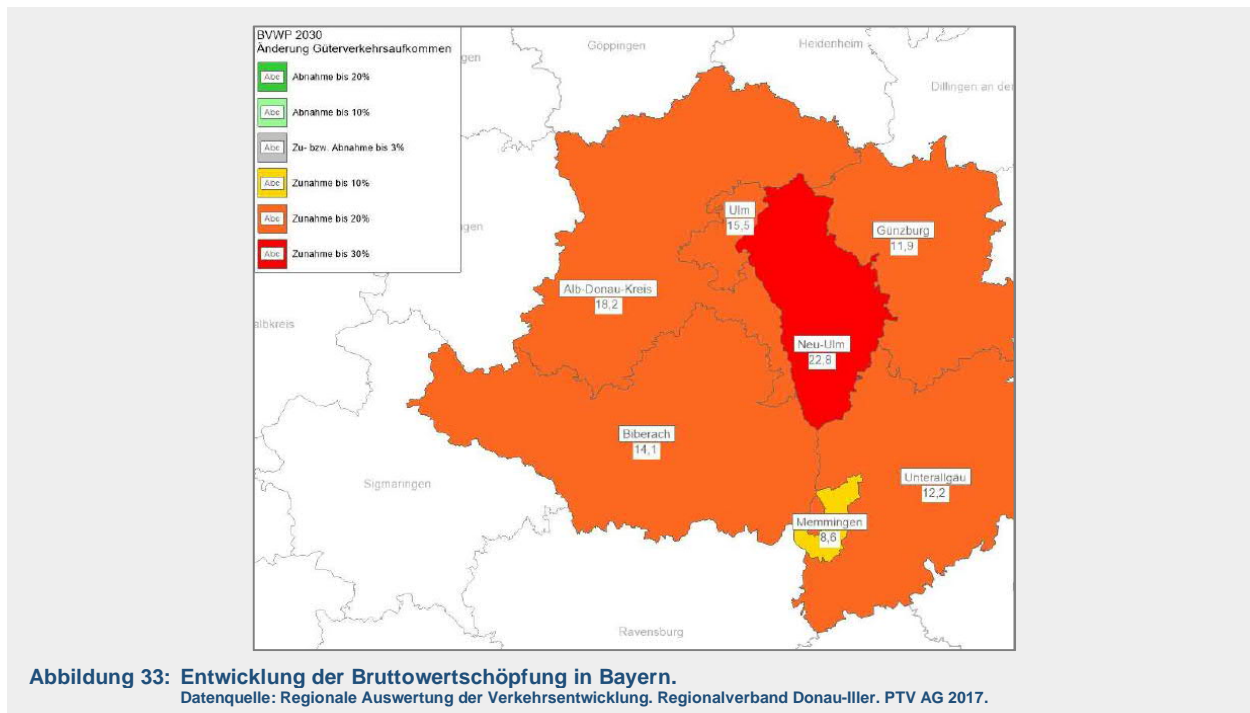 BVWP 2030
Änderung Güterverkehrsaufkommen
Abc Abnahme bis 20%
Abc Abnahme bis 10%
Abc Zu- bzw. Abnahme bis 3%
Abc Zunahme bis 10%
Abc Zunahme bis 20%
Abc Zunahme bis 30%
Göppingen
Heidenheim
gen
Dillingen an der
Ulm
15,5
Günzburg
11,9
gen
Alb-Donau-Kreis
18,2
albkreis
Neu-Ulm
22,8
Biberach
14,1
Sigmaringen
Unterallgäu
12,2
Memmingen
8,6
Ravensburg
Abbildung 33: Entwicklung der Bruttowertschöpfung in Bayern.
Datenquelle: Regionale Auswertung der Verkehrsentwicklung. Regionalverband Donau-Iller. PTV AG 2017.